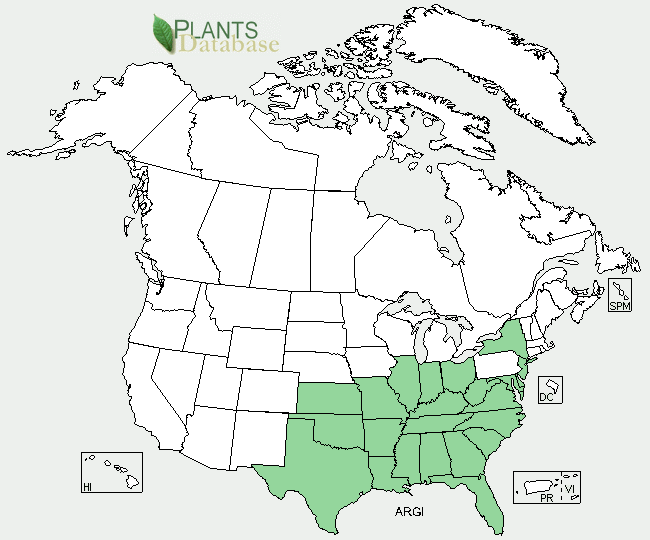 PLANTS
Database
SPM
DC
HI
PR
VI
ARGI